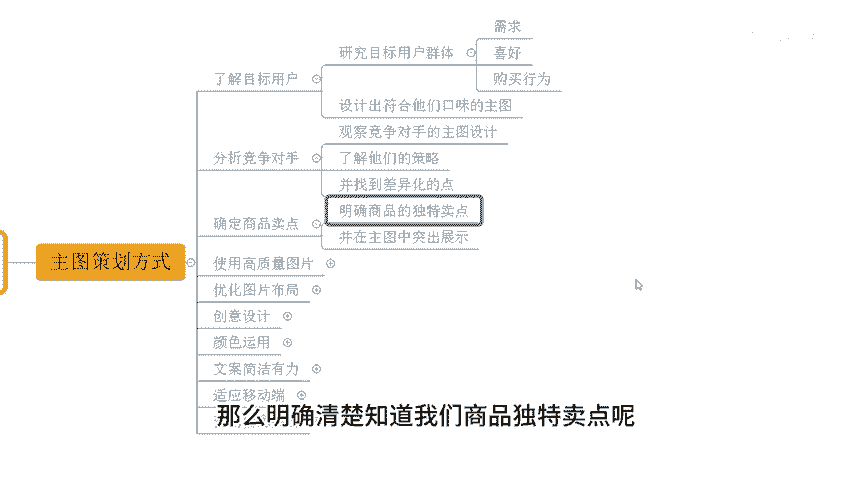 需求
研究目标用户群体
喜好
了解目标用户
购买行为
设计出符合他们口味的主图
观察竞争对手的主图设计
分析竞争对手
了解他们的策略
并找到差异化的点
明确商品的独特卖点
确定商品卖点
并在主图中突出展示
主图策划方式
使用高质量图片
优化图片布局
创意设计
颜色运用
文案简洁有力
适应移动端
那么明确清楚知道我们商品独特卖点呢